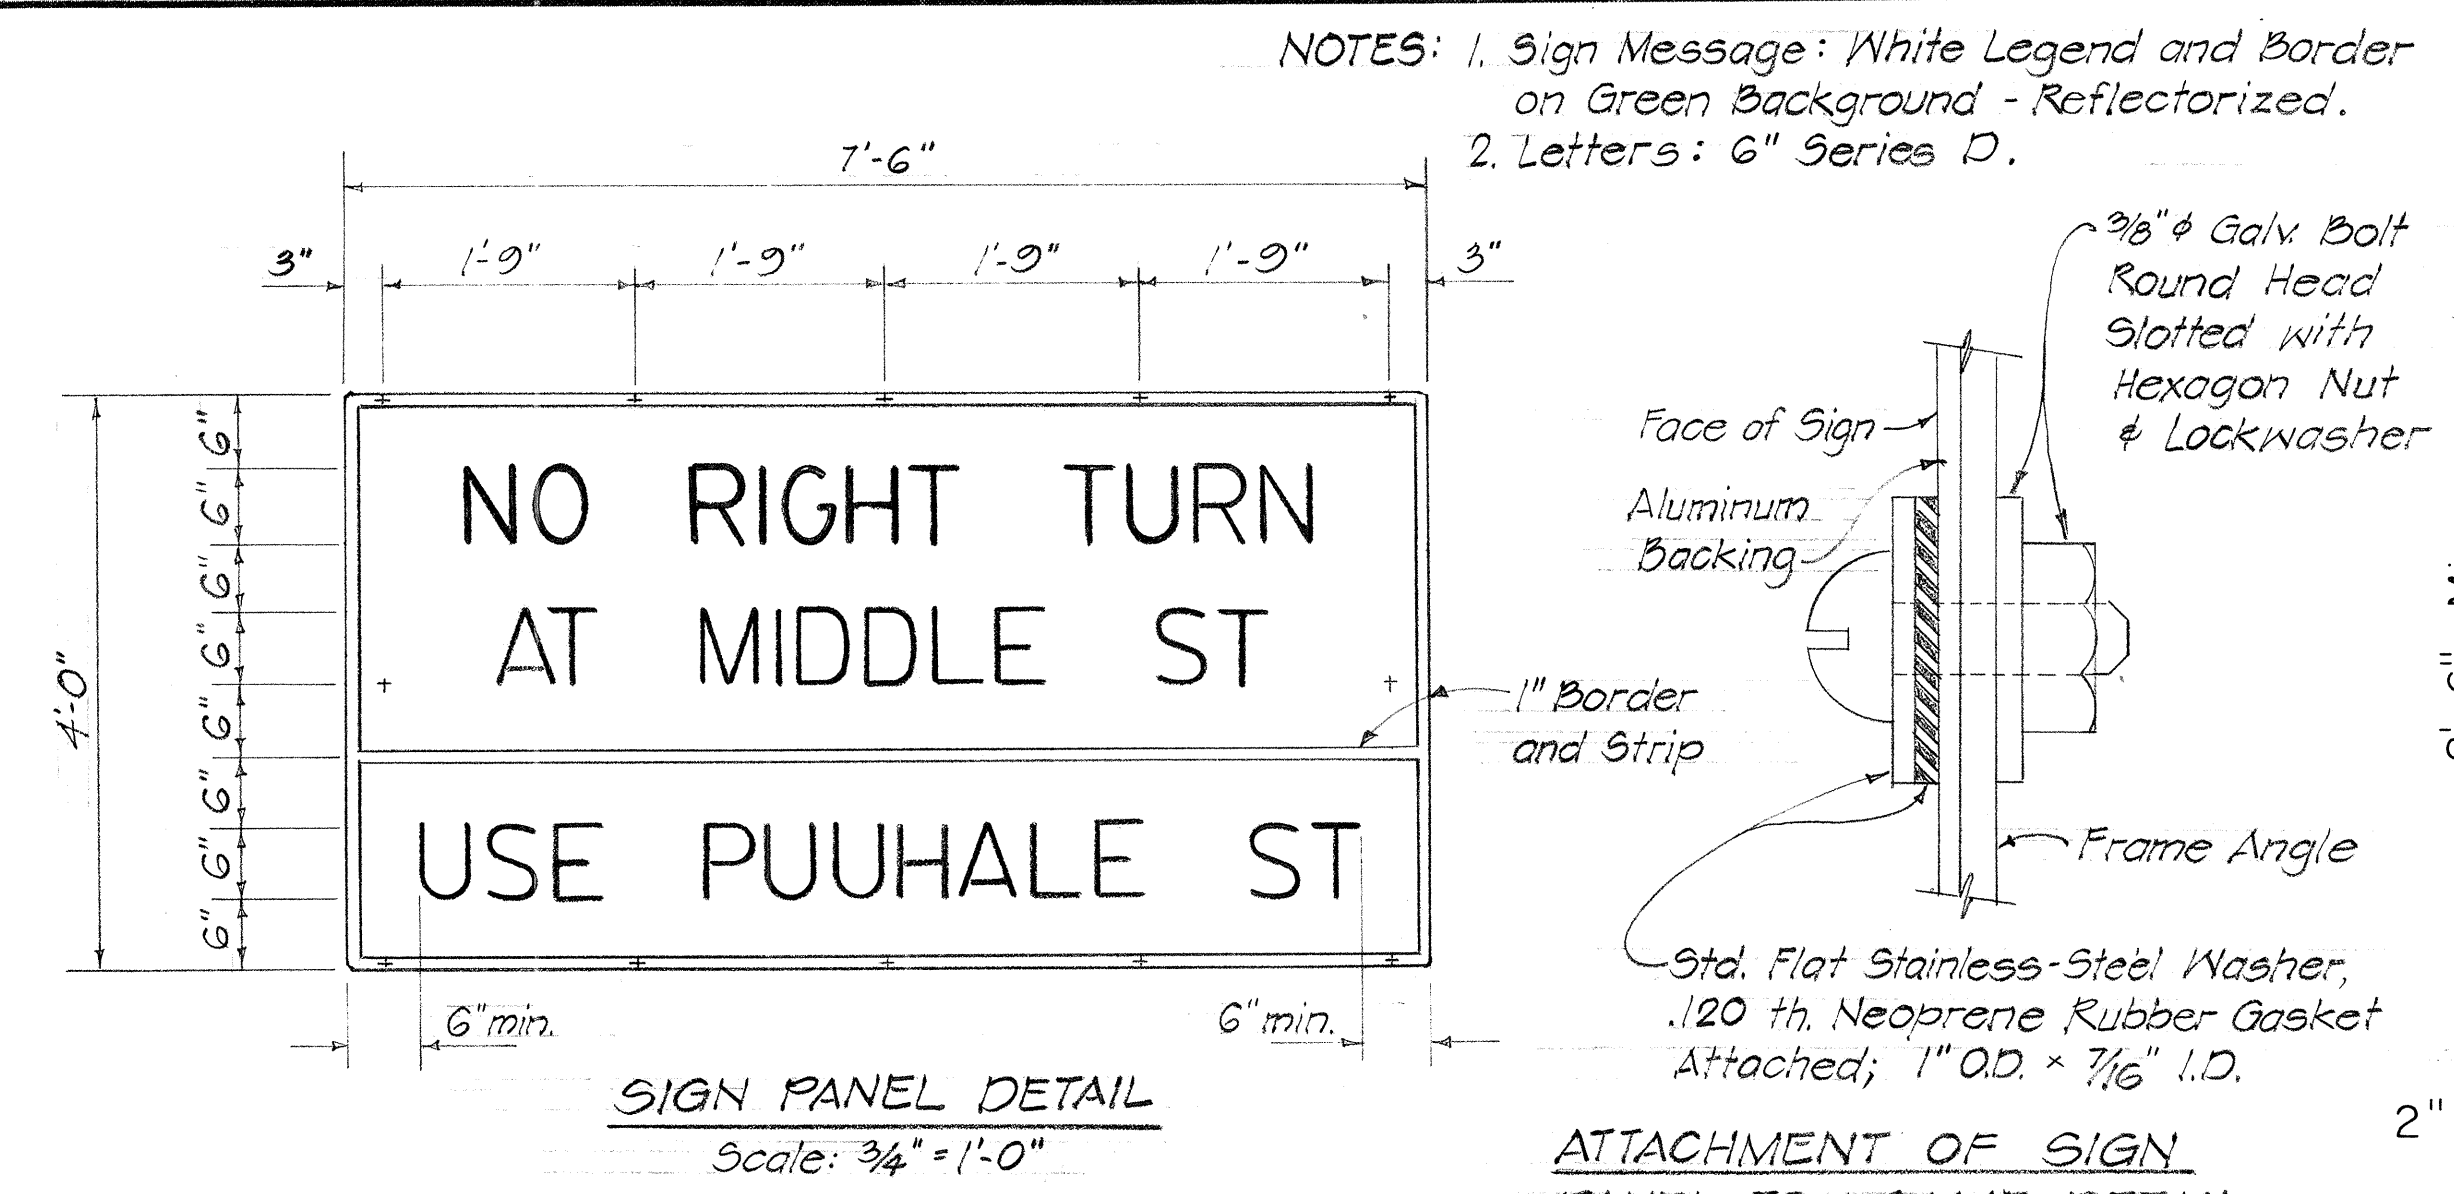 NOTES: 1. Sign Message: White Legend and Border
on Green Background - Reflectorized.
2. Letters: 6" Series D.
7'-6"
3" 1'-9" 1'-9" 1'-9" 1'-9" 3"
4'-0"
6" 6" 6" 6" 6" 6" 6" 6"
NO RIGHT TURN
AT MIDDLE ST
USE PUUHALE ST
1" Border
and Strip
6" min. 6" min.
SIGN PANEL DETAIL
Scale: 3/4" = 1'-0"
3/8" ϕ Galv. Bolt
Round Head
Slotted with
Hexagon Nut
& Lockwasher
Face of Sign
Aluminum
Backing
Frame Angle
Std. Flat Stainless-Steel Washer,
.120 th. Neoprene Rubber Gasket
Attached; 1" O.D. × 7/16" I.D.
2"
ATTACHMENT OF SIGN